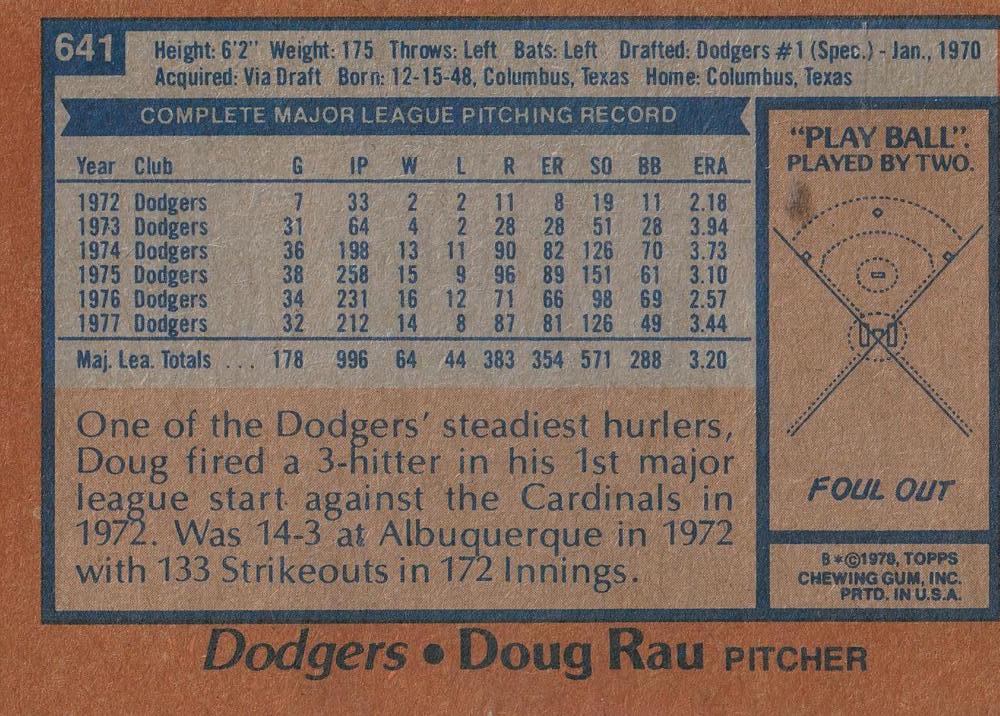 641
Height: 6'2" Weight: 175 Throws: Left Bats: Left Drafted: Dodgers #1 (Spec.) - Jan., 1970
Acquired: Via Draft Born: 12-15-48, Columbus, Texas Home: Columbus, Texas
COMPLETE MAJOR LEAGUE PITCHING RECORD
Year Club G IP W L R ER SO BB ERA
1972 Dodgers 7 33 2 2 11 8 19 11 2.18
1973 Dodgers 31 64 4 2 28 28 51 28 3.94
1974 Dodgers 36 198 13 11 90 82 126 70 3.73
1975 Dodgers 38 258 15 9 96 89 151 61 3.10
1976 Dodgers 34 231 16 12 71 66 98 69 2.57
1977 Dodgers 32 212 14 8 87 81 126 49 3.44
Maj. Lea. Totals ... 178 996 64 44 383 354 571 288 3.20
One of the Dodgers' steadiest hurlers,
Doug fired a 3-hitter in his 1st major
league start against the Cardinals in
1972. Was 14-3 at Albuquerque in 1972
with 133 Strikeouts in 172 Innings.
"PLAY BALL".
PLAYED BY TWO.
FOUL OUT
B*©1978, TOPPS
CHEWING GUM, INC.
PRTD. IN U.S.A.
Dodgers • Doug Rau PITCHER